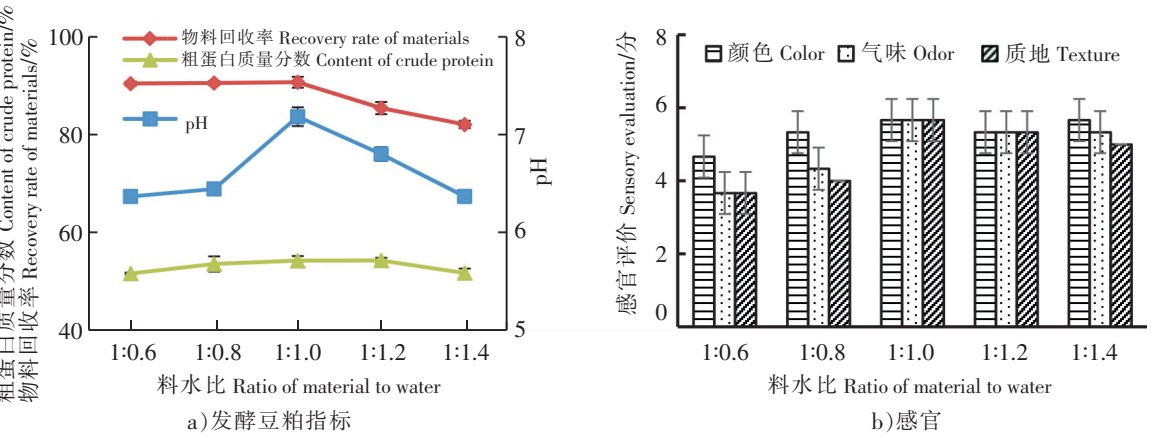 粗蛋白质量分数 Content of crude protein/%
物料回收率 Recovery rate of materials/%
100
80
60
40
物料回收率 Recovery rate of materials
粗蛋白质量分数 Content of crude protein
pH
8
7
6
5
pH
1:0.6 1:0.8 1:1.0 1:1.2 1:1.4
料水比 Ratio of material to water
a)发酵豆粕指标
感官评价 Sensory evaluation/分
8
6
4
2
0
颜色 Color 气味 Odor 质地 Texture
1:0.6 1:0.8 1:1.0 1:1.2 1:1.4
料水比 Ratio of material to water
b)感官